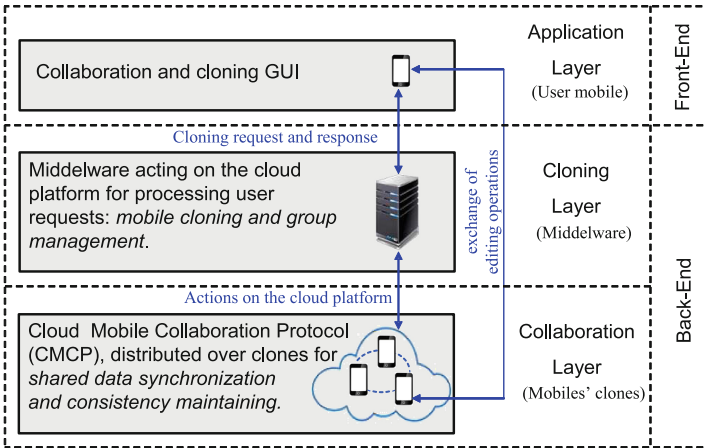 Collaboration and cloning GUI
Application
Layer
(User mobile)
Front-End
Cloning request and response
Middelware acting on the cloud
platform for processing user
requests: mobile cloning and group
management.
exchange of
editing operations
Cloning
Layer
(Middelware)
Actions on the cloud platform
Cloud Mobile Collaboration Protocol
(CMCP), distributed over clones for
shared data synchronization
and consistency maintaining.
Collaboration
Layer
(Mobiles' clones)
Back-End